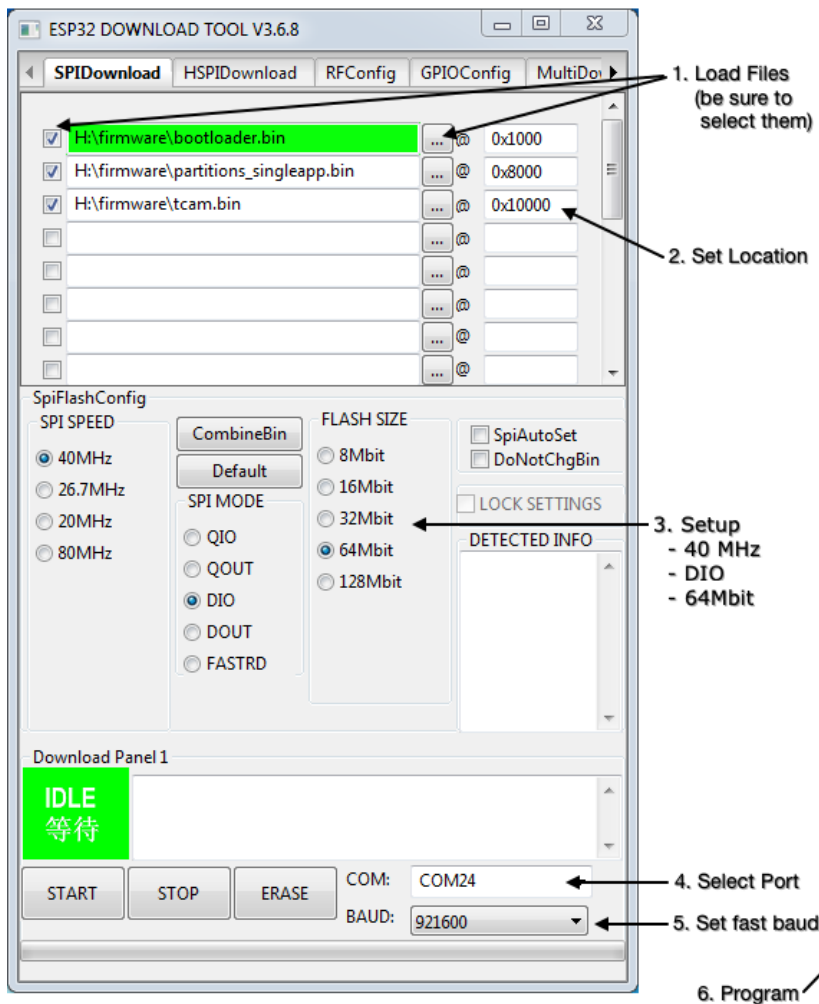 ESP32 DOWNLOAD TOOL V3.6.8
SPIDownload HSPIDownload RFConfig GPIOConfig MultiDo
1. Load Files
(be sure to
select them)
H:\firmware\bootloader.bin ... @ 0x1000
H:\firmware\partitions_singleapp.bin ... @ 0x8000
H:\firmware\tcam.bin ... @ 0x10000
... @
... @
... @
... @
... @
2. Set Location
SpiFlashConfig
SPI SPEED
40MHz
26.7MHz
20MHz
80MHz
CombineBin
Default
SPI MODE
QIO
QOUT
DIO
DOUT
FASTRD
FLASH SIZE
8Mbit
16Mbit
32Mbit
64Mbit
128Mbit
SpiAutoSet
DoNotChgBin
LOCK SETTINGS
DETECTED INFO
3. Setup
- 40 MHz
- DIO
- 64Mbit
Download Panel 1
IDLE
等待
START STOP ERASE
COM: COM24
4. Select Port
BAUD: 921600
5. Set fast baud
6. Program